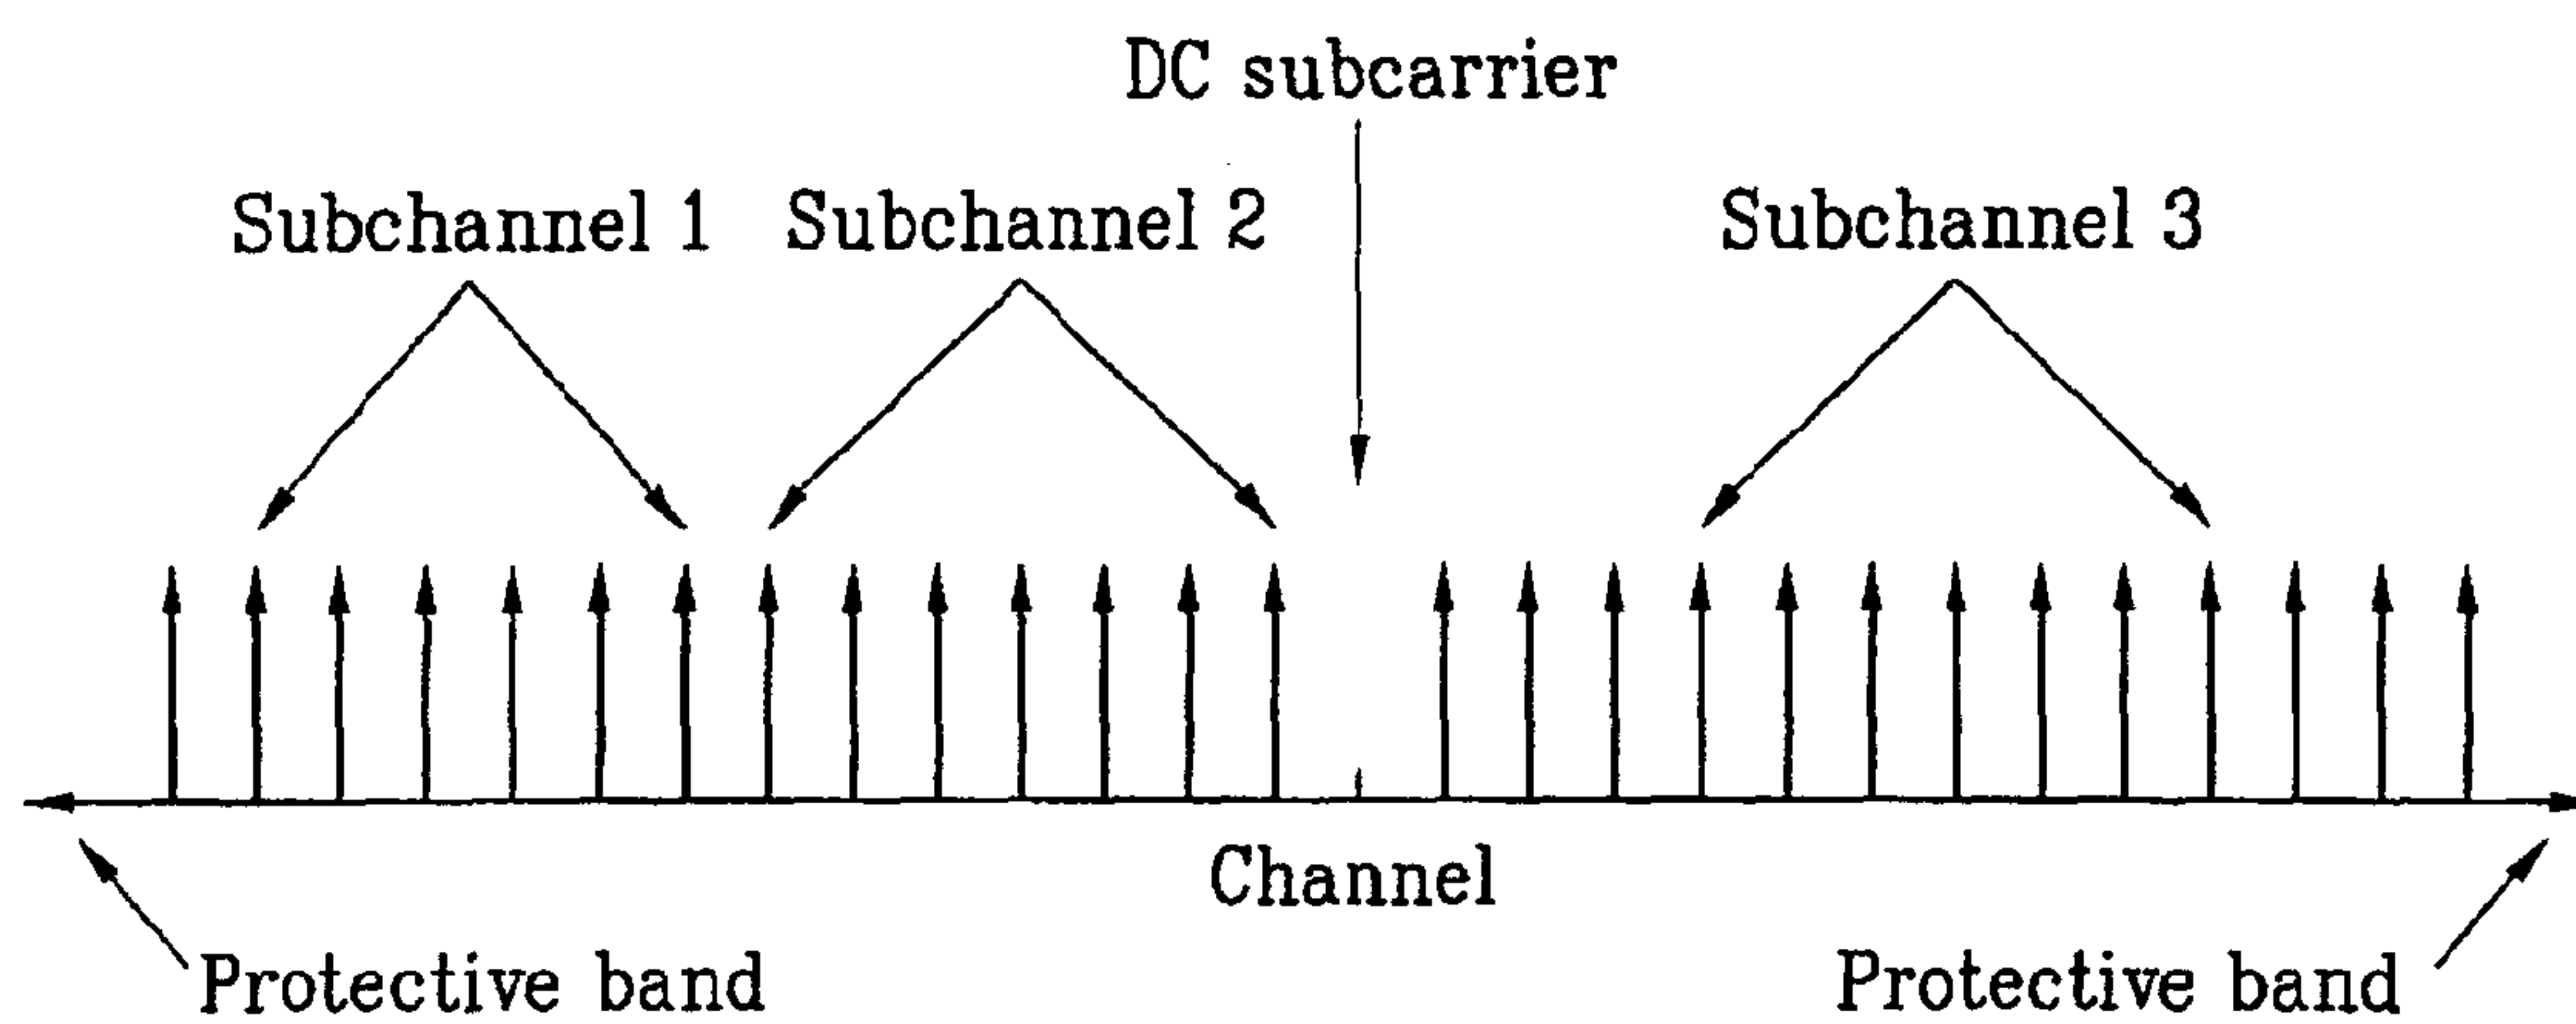 DC subcarrier
Subchannel 1 Subchannel 2 Subchannel 3
Channel
Protective band Protective band